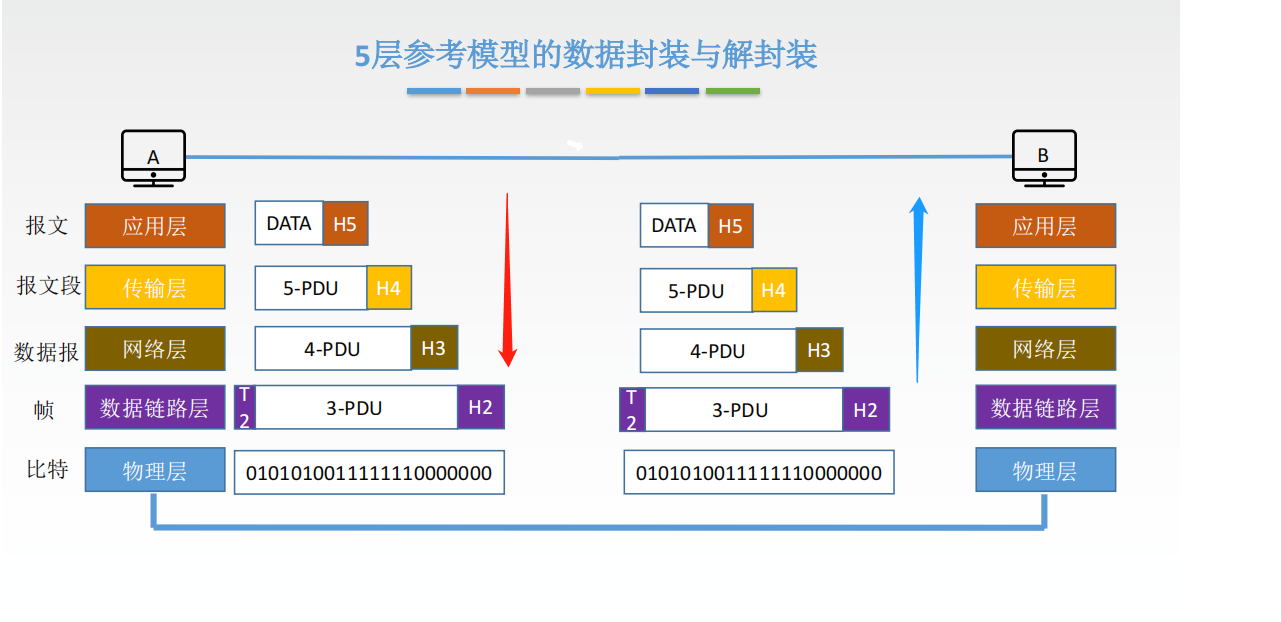 5层参考模型的数据封装与解封装
A
B
报文 应用层 DATA H5 DATA H5 应用层
报文段 传输层 5-PDU H4 5-PDU H4 传输层
数据报 网络层 4-PDU H3 4-PDU H3 网络层
帧 数据链路层 T2 3-PDU H2 T2 3-PDU H2 数据链路层
比特 物理层 0101010011111110000000 0101010011111110000000 物理层